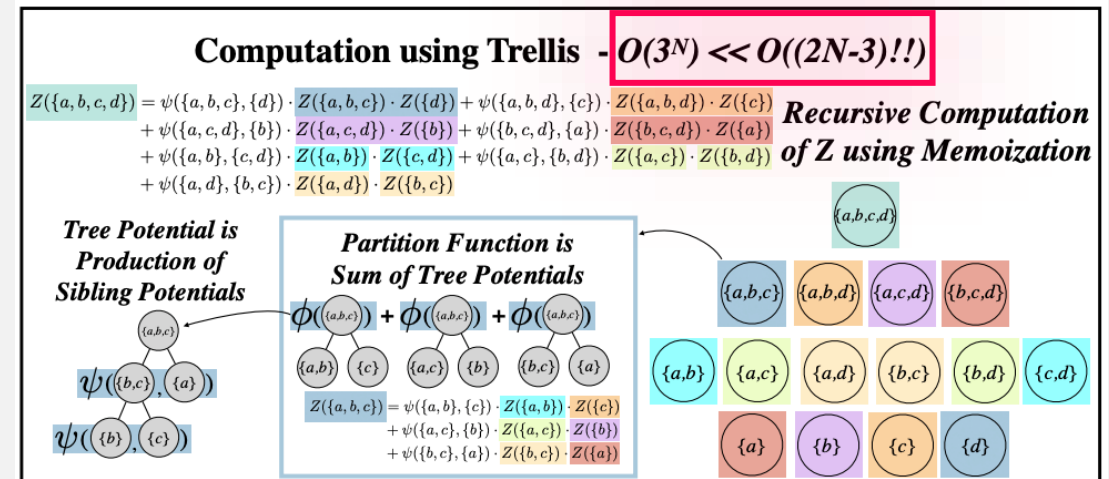 Computation using Trellis - O(3^N) << O((2N-3)!!)
Z({a, b, c, d}) = ψ({a, b, c}, {d}) · Z({a, b, c}) · Z({d}) + ψ({a, b, d}, {c}) · Z({a, b, d}) · Z({c})
+ ψ({a, c, d}, {b}) · Z({a, c, d}) · Z({b}) + ψ({b, c, d}, {a}) · Z({b, c, d}) · Z({a})
+ ψ({a, b}, {c, d}) · Z({a, b}) · Z({c, d}) + ψ({a, c}, {b, d}) · Z({a, c}) · Z({b, d})
+ ψ({a, d}, {b, c}) · Z({a, d}) · Z({b, c})
Recursive Computation
of Z using Memoization
Tree Potential is
Production of
Sibling Potentials
{a,b,c}
ψ({b,c}, {a})
ψ({b}, {c})
Partition Function is
Sum of Tree Potentials
ϕ({a,b,c}) + ϕ({a,b,c}) + ϕ({a,b,c})
{a,b} {c} {a,c} {b} {b,c} {a}
Z({a, b, c}) = ψ({a, b}, {c}) · Z({a, b}) · Z({c})
+ ψ({a, c}, {b}) · Z({a, c}) · Z({b})
+ ψ({b, c}, {a}) · Z({b, c}) · Z({a})
{a,b,c,d}
{a,b,c} {a,b,d} {a,c,d} {b,c,d}
{a,b} {a,c} {a,d} {b,c} {b,d} {c,d}
{a} {b} {c} {d}